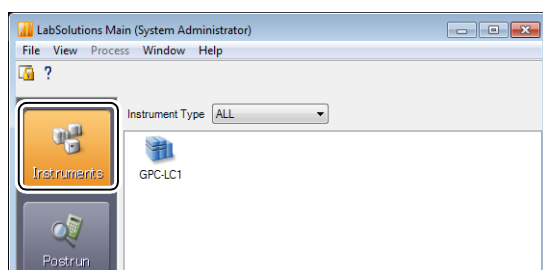 LabSolutions Main (System Administrator)
File View Process Window Help
?
Instrument Type ALL
Instruments
GPC-LC1
Postrun